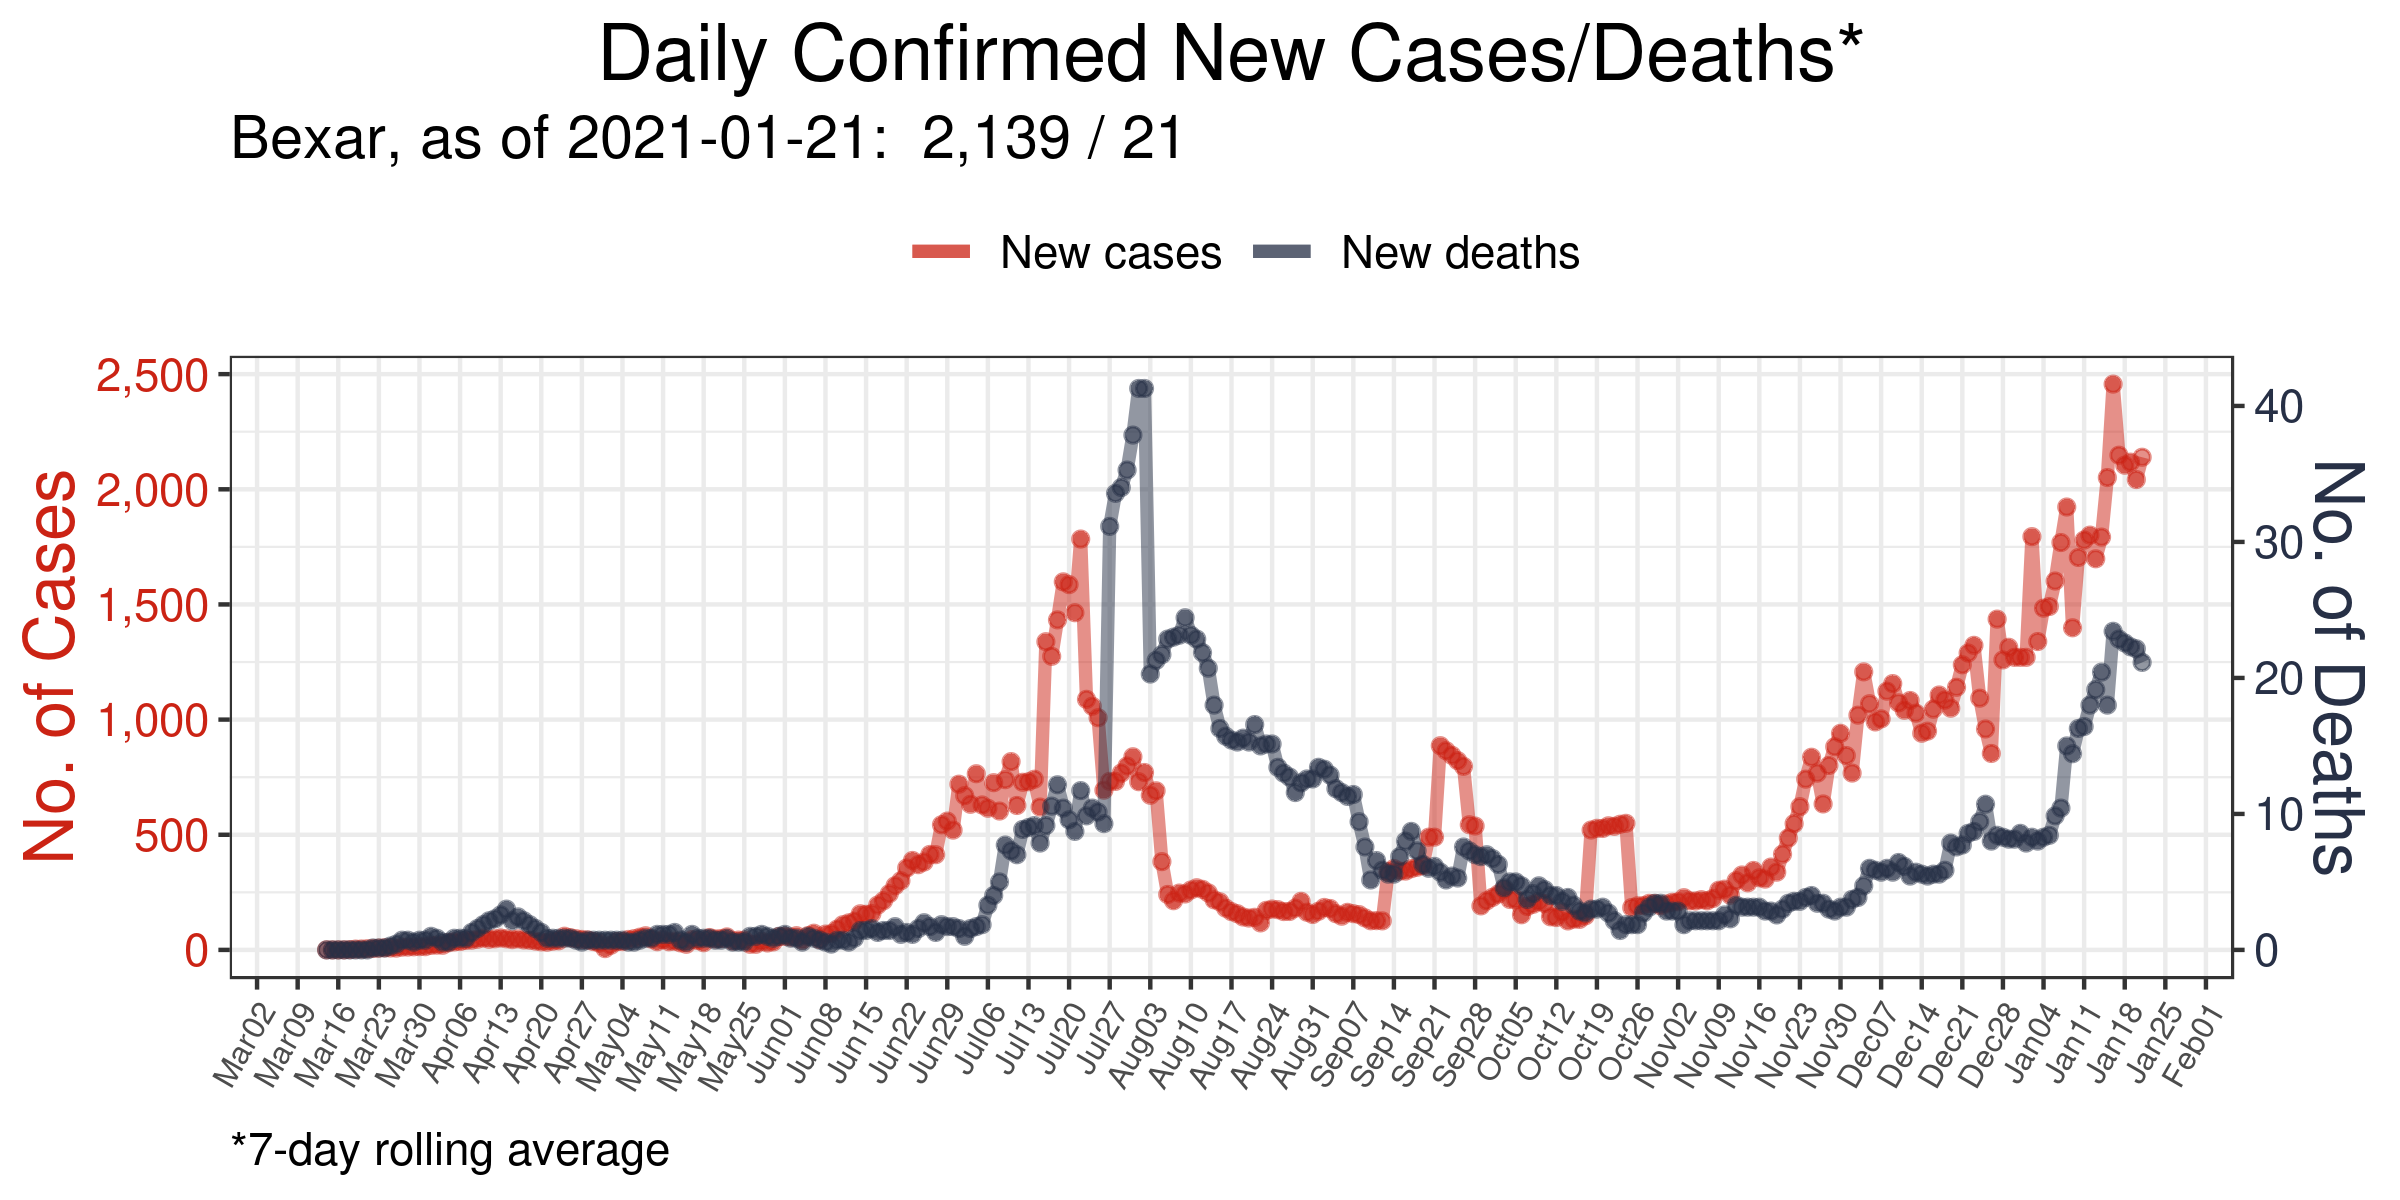 Daily Confirmed New Cases/Deaths*
Bexar, as of 2021-01-21:  2,139 / 21
New cases
New deaths
No. of Cases
2,500
2,000
1,500
1,000
500
0
40
30
20
10
0
No. of Deaths
Mar02
Mar09
Mar16
Mar23
Mar30
Apr06
Apr13
Apr20
Apr27
May04
May11
May18
May25
Jun01
Jun08
Jun15
Jun22
Jun29
Jul06
Jul13
Jul20
Jul27
Aug03
Aug10
Aug17
Aug24
Aug31
Sep07
Sep14
Sep21
Sep28
Oct05
Oct12
Oct19
Oct26
Nov02
Nov09
Nov16
Nov23
Nov30
Dec07
Dec14
Dec21
Dec28
Jan04
Jan11
Jan18
Jan25
Feb01
*7-day rolling average